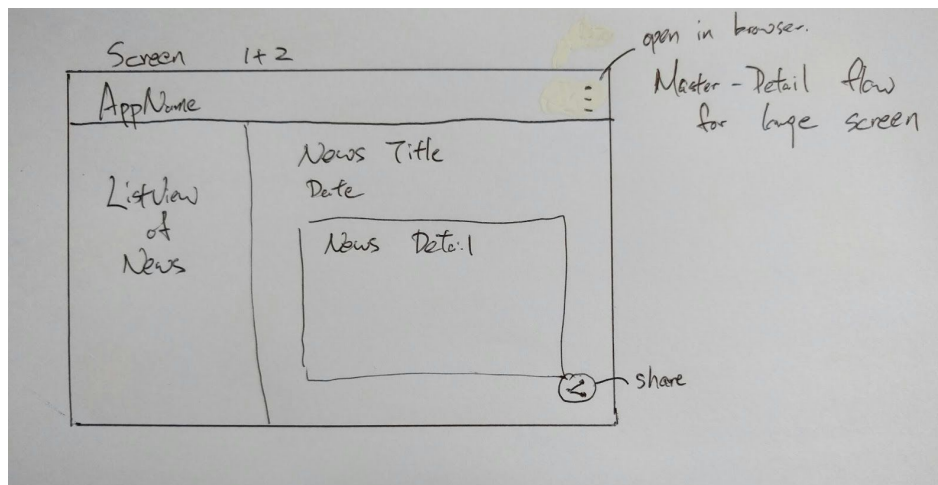 Screen 1+2
open in browser.
Master-Detail flow
for large screen
AppName
ListView
of
News
News Title
Date
News Detail
share